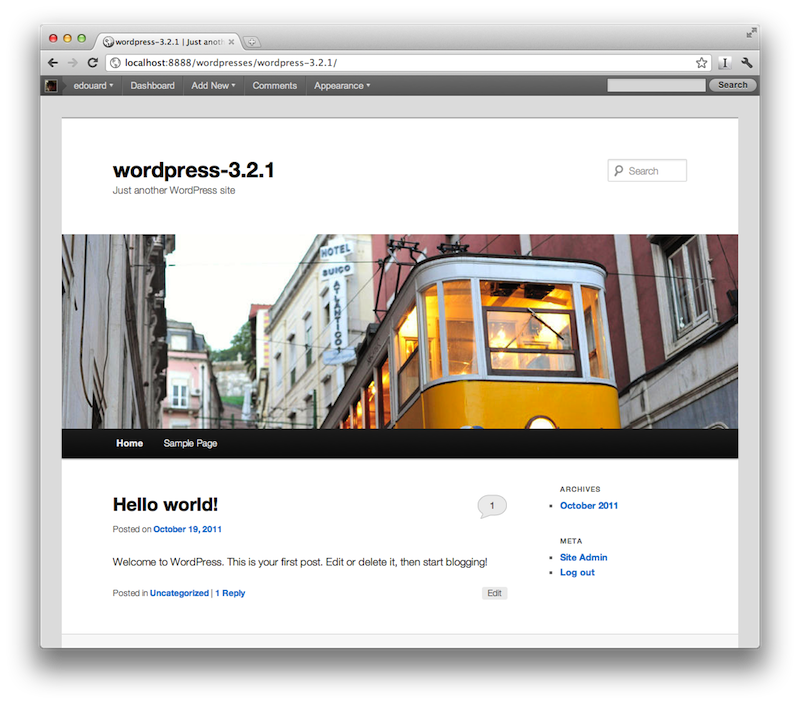 wordpress-3.2.1 | Just anoth
localhost:8888/wordpresses/wordpress-3.2.1/
edouard Dashboard Add New Comments Appearance Search
wordpress-3.2.1
Just another WordPress site
Search
HOTEL
SUICO
ATLANTICO
Home Sample Page
Hello world!
1
Posted on October 19, 2011
Welcome to WordPress. This is your first post. Edit or delete it, then start blogging!
Posted in Uncategorized | 1 Reply
Edit
ARCHIVES
October 2011
META
Site Admin
Log out